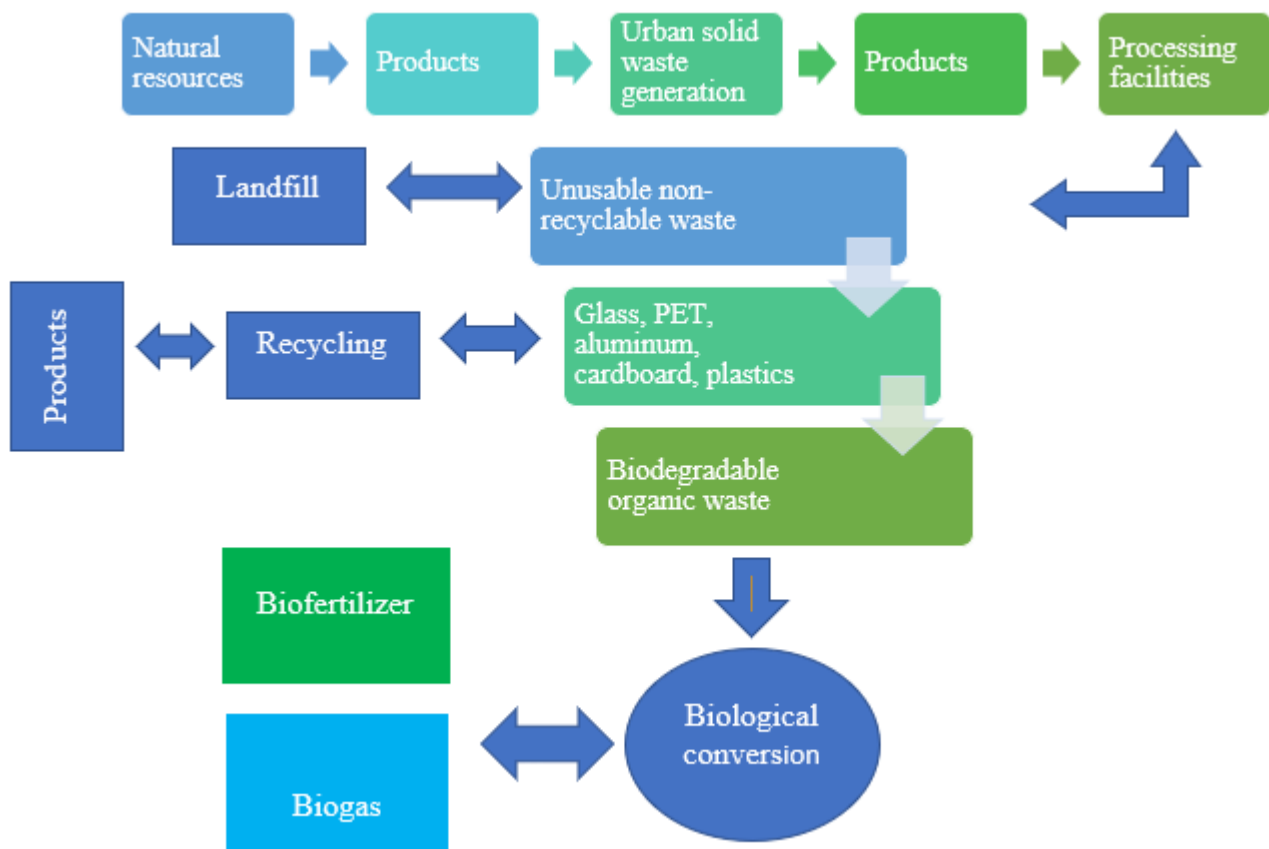 Natural
resources
Products
Urban solid
waste
generation
Products
Processing
facilities
Landfill
Unusable non-
recyclable waste
Products
Recycling
Glass, PET,
aluminum,
cardboard, plastics
Biodegradable
organic waste
Biofertilizer
Biological
conversion
Biogas